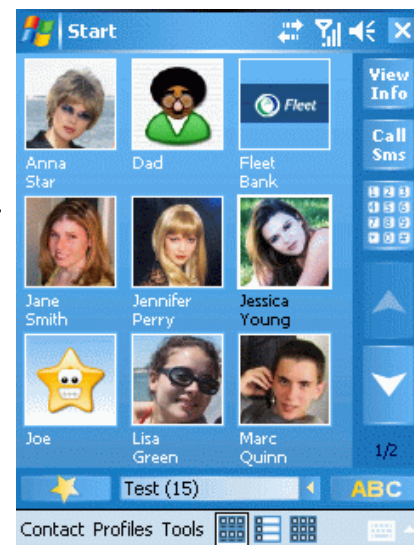 Start
View
Info
Call
Sms
Fleet
Anna
Star
Dad
Fleet
Bank
Jane
Smith
Jennifer
Perry
Jessica
Young
Joe
Lisa
Green
Marc
Quinn
1/2
Test (15)
ABC
Contact Profiles Tools